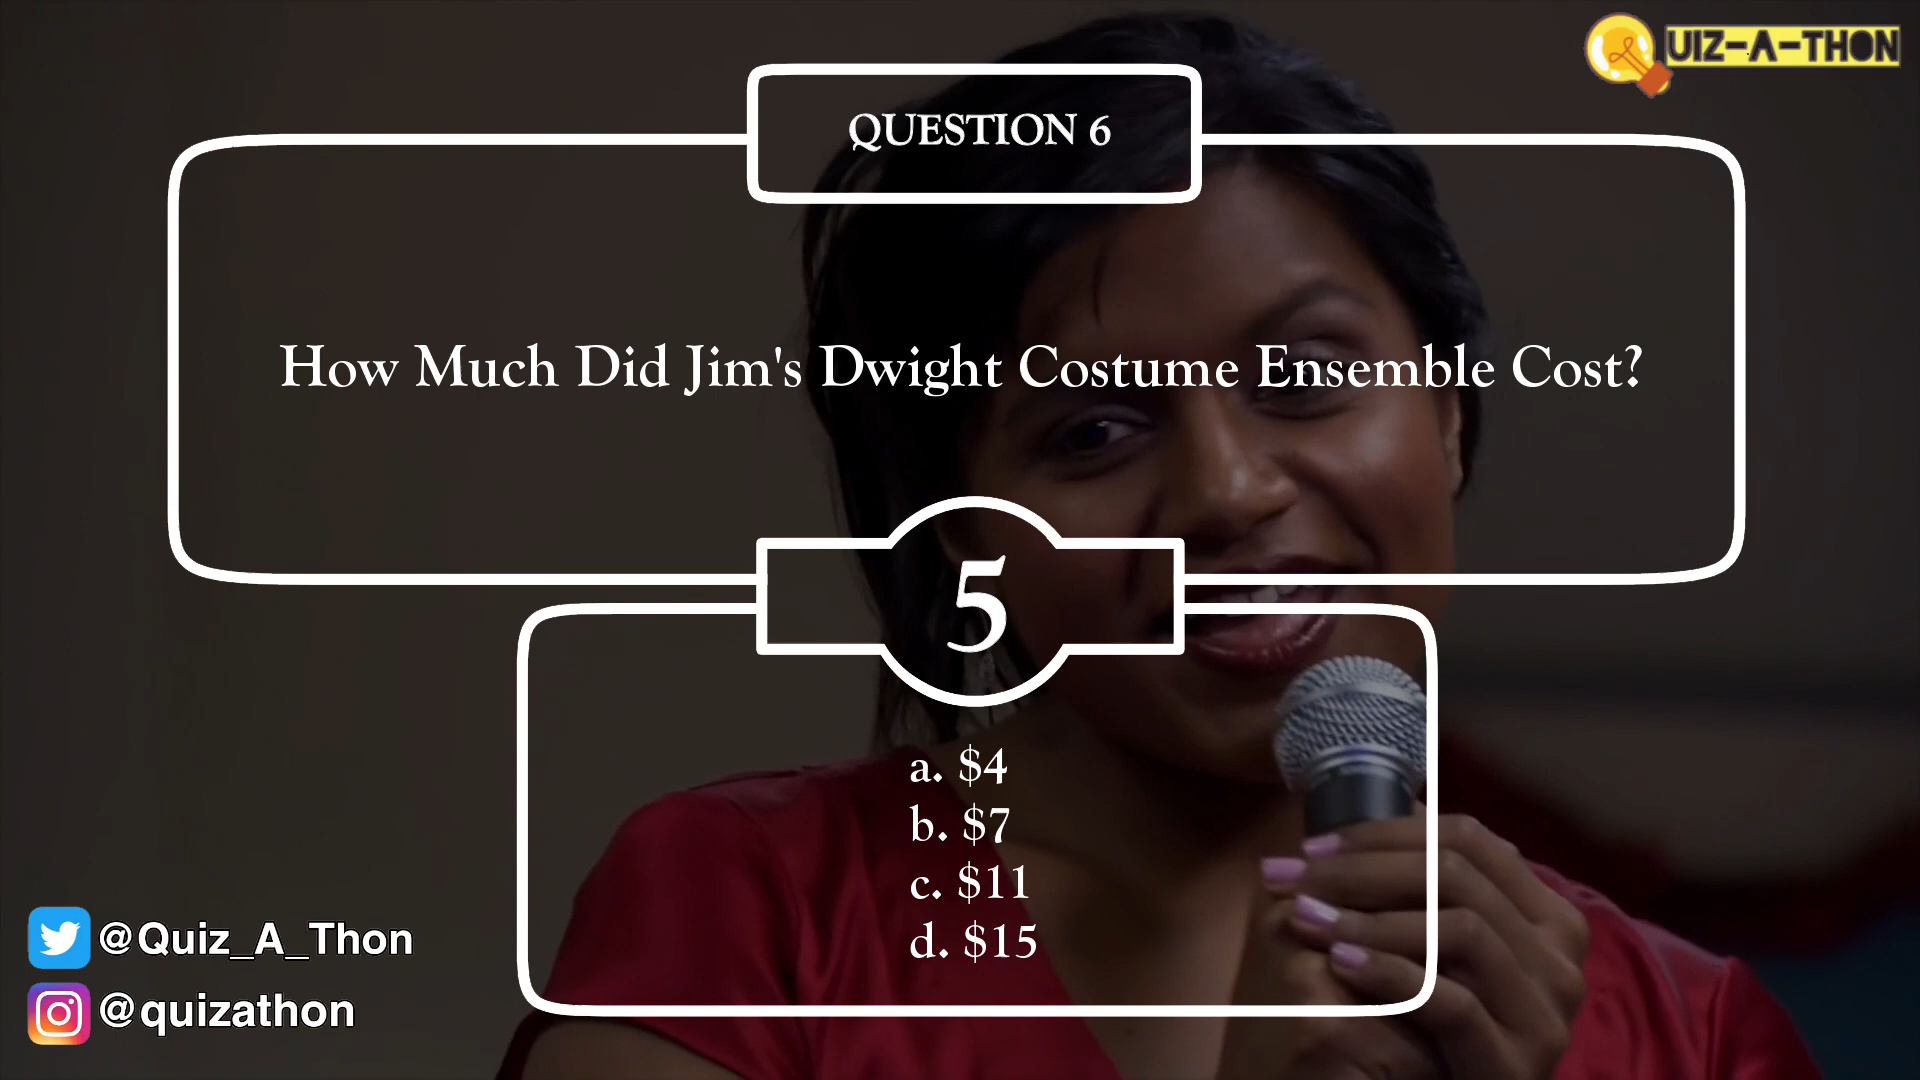 UIZ-A-THON
QUESTION 6
How Much Did Jim's Dwight Costume Ensemble Cost?
5
a. $4
b. $7
c. $11
d. $15
@Quiz_A_Thon
@quizathon